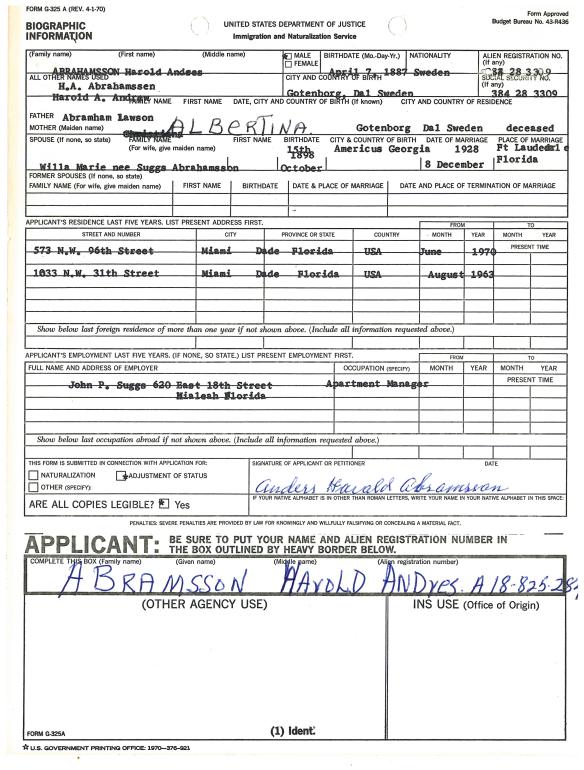 FORM G-325 A (REV. 4-1-70)
Form Approved
Budget Bureau No. 43-R436
BIOGRAPHIC
INFORMATION
UNITED STATES DEPARTMENT OF JUSTICE
Immigration and Naturalization Service
(Family name) (First name) (Middle name)
MALE
FEMALE
BIRTHDATE (Mo.-Day-Yr.) NATIONALITY
ALIEN REGISTRATION NO.
(If any)
ABRAHAMSSON Harold Andses
April 7, 1887 Sweden
28 3309
ALL OTHER NAMES USED
CITY AND COUNTRY OF BIRTH
SOCIAL SECURITY NO.
(If any)
H.A. Abrahamssen
Harold A. Andrew
Gotenborg, Dal Sweden
384 28 3309
FAMILY NAME FIRST NAME DATE, CITY AND COUNTRY OF BIRTH (If known) CITY AND COUNTRY OF RESIDENCE
FATHER Abramham Lawson
MOTHER (Maiden name) ALBERTINA Gotenborg Dal Sweden deceased
SPOUSE (If none, so state) FAMILY NAME (For wife, give maiden name) FIRST NAME BIRTHDATE CITY & COUNTRY OF BIRTH DATE OF MARRIAGE PLACE OF MARRIAGE
15th
1898
October
Americus Georgia 1928
8 December
Ft
Florida
Willa Marie nee Suggs Abrahamsson
FORMER SPOUSES (If none, so state)
FAMILY NAME (For wife, give maiden name) FIRST NAME BIRTHDATE DATE & PLACE OF MARRIAGE DATE AND PLACE OF TERMINATION OF MARRIAGE
APPLICANT'S RESIDENCE LAST FIVE YEARS. LIST PRESENT ADDRESS FIRST.
FROM TO
STREET AND NUMBER CITY PROVINCE OR STATE COUNTRY MONTH YEAR MONTH YEAR
573 N.W. 96th Street Miami Dade Florida USA June 1970 PRESENT TIME
1033 N.W. 31th Street Miami Dade Florida USA August 1963
Show below last foreign residence of more than one year if not shown above. (Include all information requested above.)
APPLICANT'S EMPLOYMENT LAST FIVE YEARS. (IF NONE, SO STATE.) LIST PRESENT EMPLOYMENT FIRST.
FROM TO
FULL NAME AND ADDRESS OF EMPLOYER OCCUPATION (SPECIFY) MONTH YEAR MONTH YEAR
John P. Suggs 620 East 18th Street Apartment Manager PRESENT TIME
Hialeah Florida
Show below last occupation abroad if not shown above. (Include all information requested above.)
THIS FORM IS SUBMITTED IN CONNECTION WITH APPLICATION FOR:
NATURALIZATION ADJUSTMENT OF STATUS
OTHER (SPECIFY):
SIGNATURE OF APPLICANT OR PETITIONER DATE
Anders Harald Abramsson
ARE ALL COPIES LEGIBLE? Yes
IF YOUR NATIVE ALPHABET IS IN OTHER THAN ROMAN LETTERS, WRITE YOUR NAME IN YOUR NATIVE ALPHABET IN THIS SPACE:
PENALTIES: SEVERE PENALTIES ARE PROVIDED BY LAW FOR KNOWINGLY AND WILLFULLY FALSIFYING OR CONCEALING A MATERIAL FACT.
APPLICANT: BE SURE TO PUT YOUR NAME AND ALIEN REGISTRATION NUMBER IN
THE BOX OUTLINED BY HEAVY BORDER BELOW.
COMPLETE THIS BOX (Family name) (Given name) (Middle name) (Alien registration number)
ABRAMSSON HAROLD ANDres. A18-825-
(OTHER AGENCY USE) INS USE (Office of Origin)
(1) Ident.
FORM G-325A
☆ U.S. GOVERNMENT PRINTING OFFICE: 1970—376-921